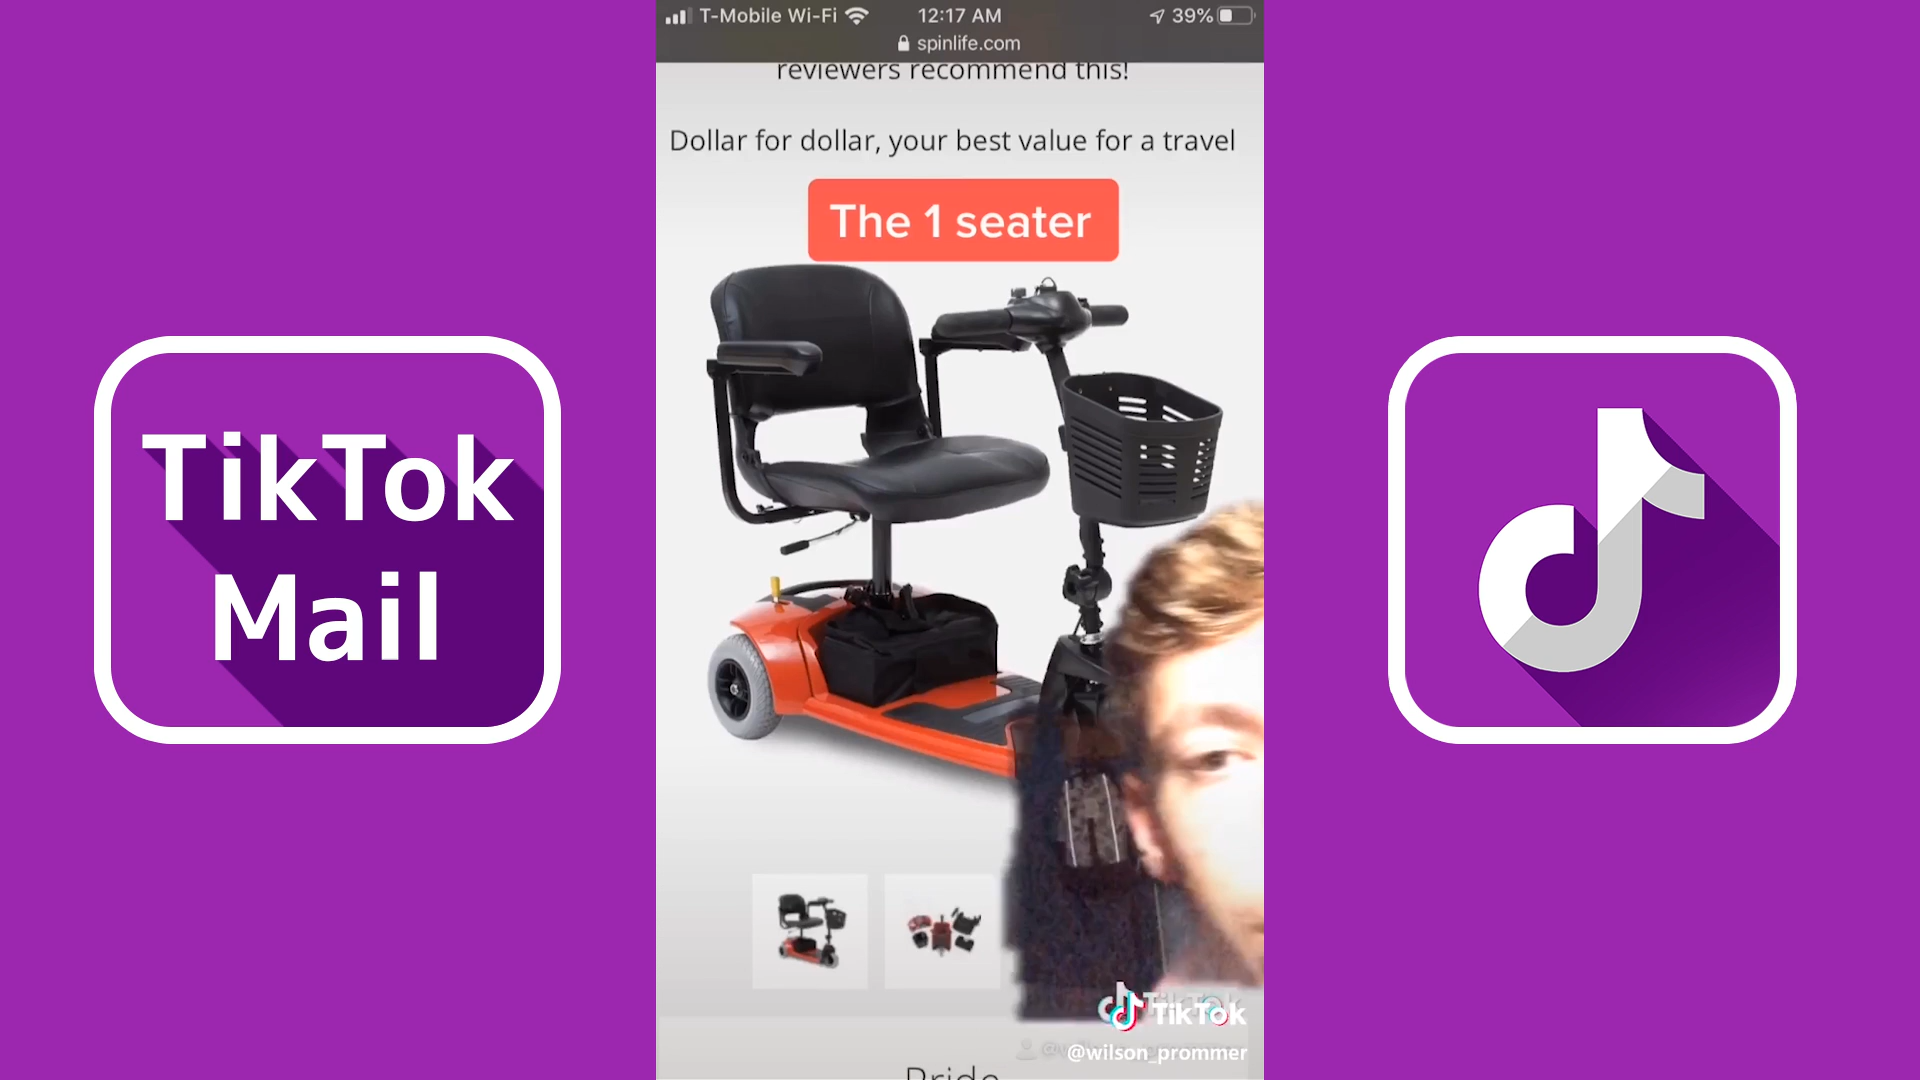 T-Mobile Wi-Fi 12:17 AM 39%
spinlife.com
reviewers recommend this!
Dollar for dollar, your best value for a travel
The 1 seater
TikTok
Mail
TikTok
@wilson_prommer
Pride